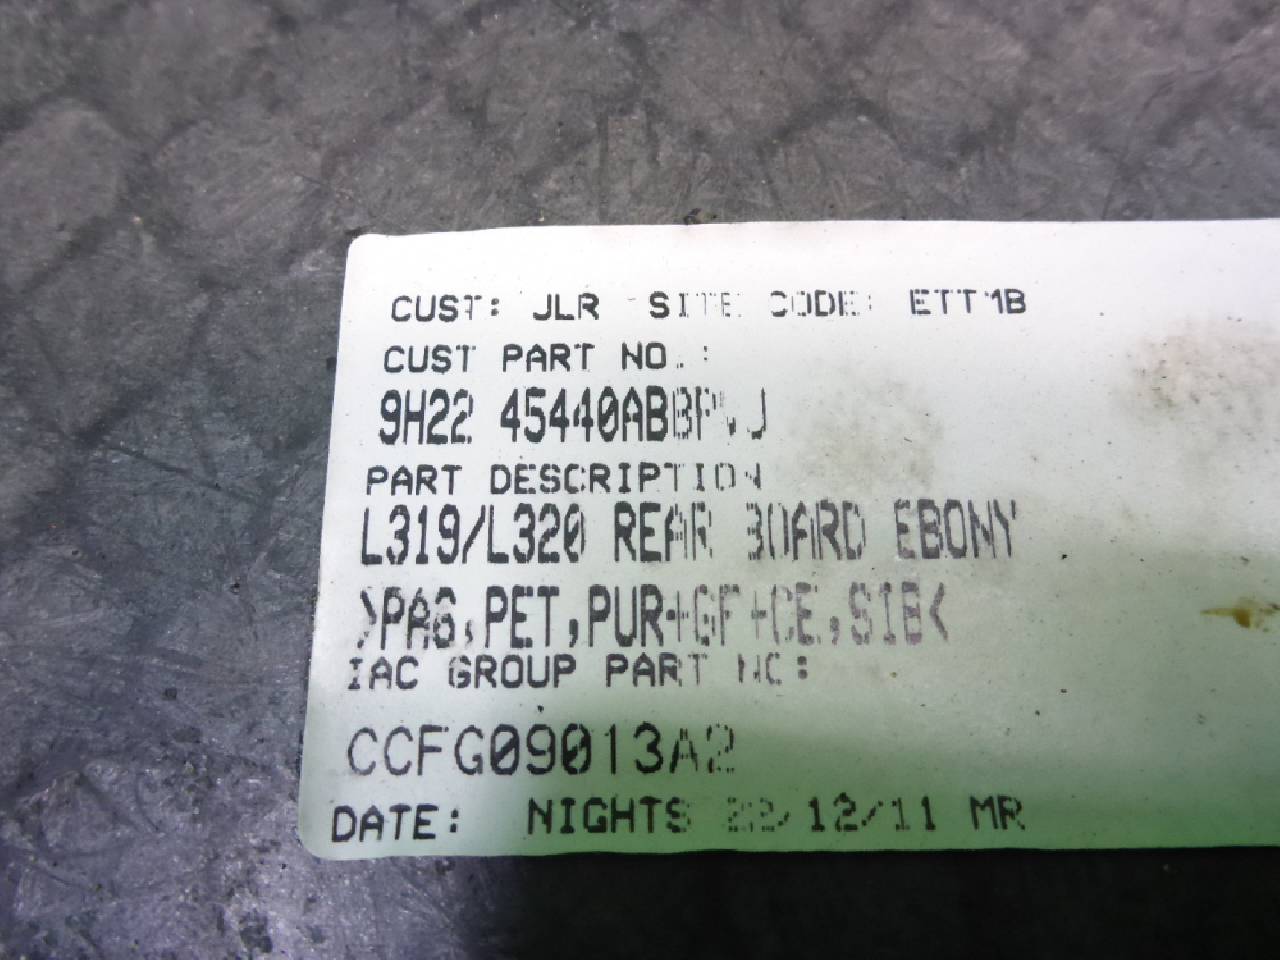 CUST: JLR SITE CODE: ETTMB
CUST PART NO.:
9H22 45440ABBPVJ
PART DESCRIPTION
L319/L320 REAR BOARD EBONY
>PA6,PET,PUR+GF+CE,SIB<
IAC GROUP PART NO:
CCFG09013A2
DATE: NIGHTS 22/12/11 MR